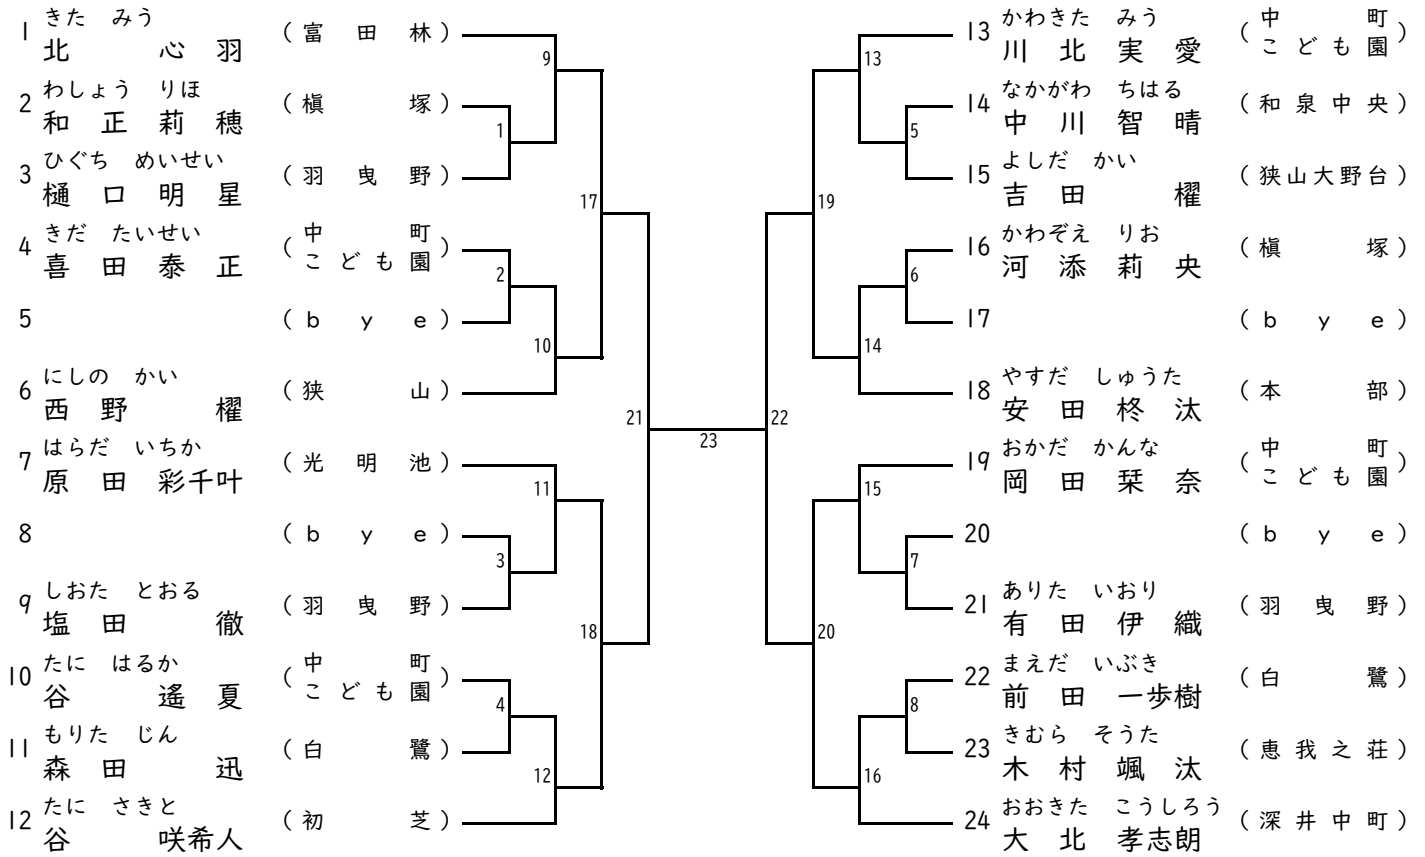 きた みう
1 北 心羽 (富田林)
わしょう りほ
2 和正莉穂 (槇塚)
ひぐち めいせい
3 樋口明星 (羽曳野)
きだ たいせい
4 喜田泰正 (中町こども園)
5 (bye)
にしの かい
6 西野 櫂 (狭山)
はらだ いちか
7 原田 彩千叶 (光明池)
8 (bye)
しおた とおる
9 塩田 徹 (羽曳野)
たに はるか
10 谷 遙夏 (中町こども園)
もりた じん
11 森田 迅 (白鷺)
たに さきと
12 谷 咲希人 (初芝)
9
1
17
2
10
21
11
3
18
4
12
23
かわきた みう
13 川北実愛 (中町こども園)
なかがわ ちはる
14 中川智晴 (和泉中央)
よしだ かい
15 吉田 櫂 (狭山大野台)
かわぞえ りお
16 河添莉央 (槇塚)
17 (bye)
やすだ しゅうた
18 安田柊汰 (本部)
おかだ かんな
19 岡田栞奈 (中町こども園)
20 (bye)
ありた いおり
21 有田伊織 (羽曳野)
まえだ いぶき
22 前田 一歩樹 (白鷺)
きむら そうた
23 木村颯汰 (恵我之荘)
おおきた こうしろう
24 大北 孝志朗 (深井中町)
13
5
19
6
14
22
15
7
20
8
16